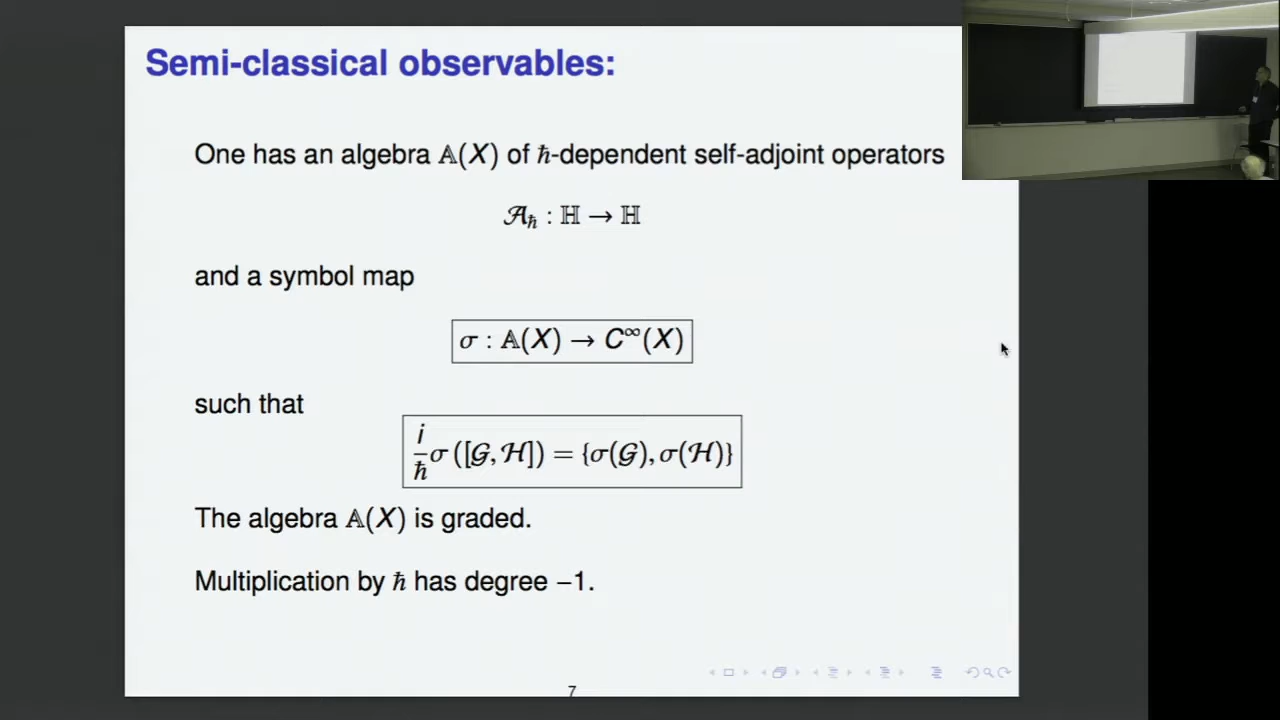 Semi-classical observables:
One has an algebra 𝔸(X) of ℏ-dependent self-adjoint operators
𝒜ℏ : ℍ → ℍ
and a symbol map
σ : 𝔸(X) → C^∞(X)
such that
i/ℏ σ ([𝒢, ℋ]) = {σ(𝒢), σ(ℋ)}
The algebra 𝔸(X) is graded.
Multiplication by ℏ has degree −1.
7